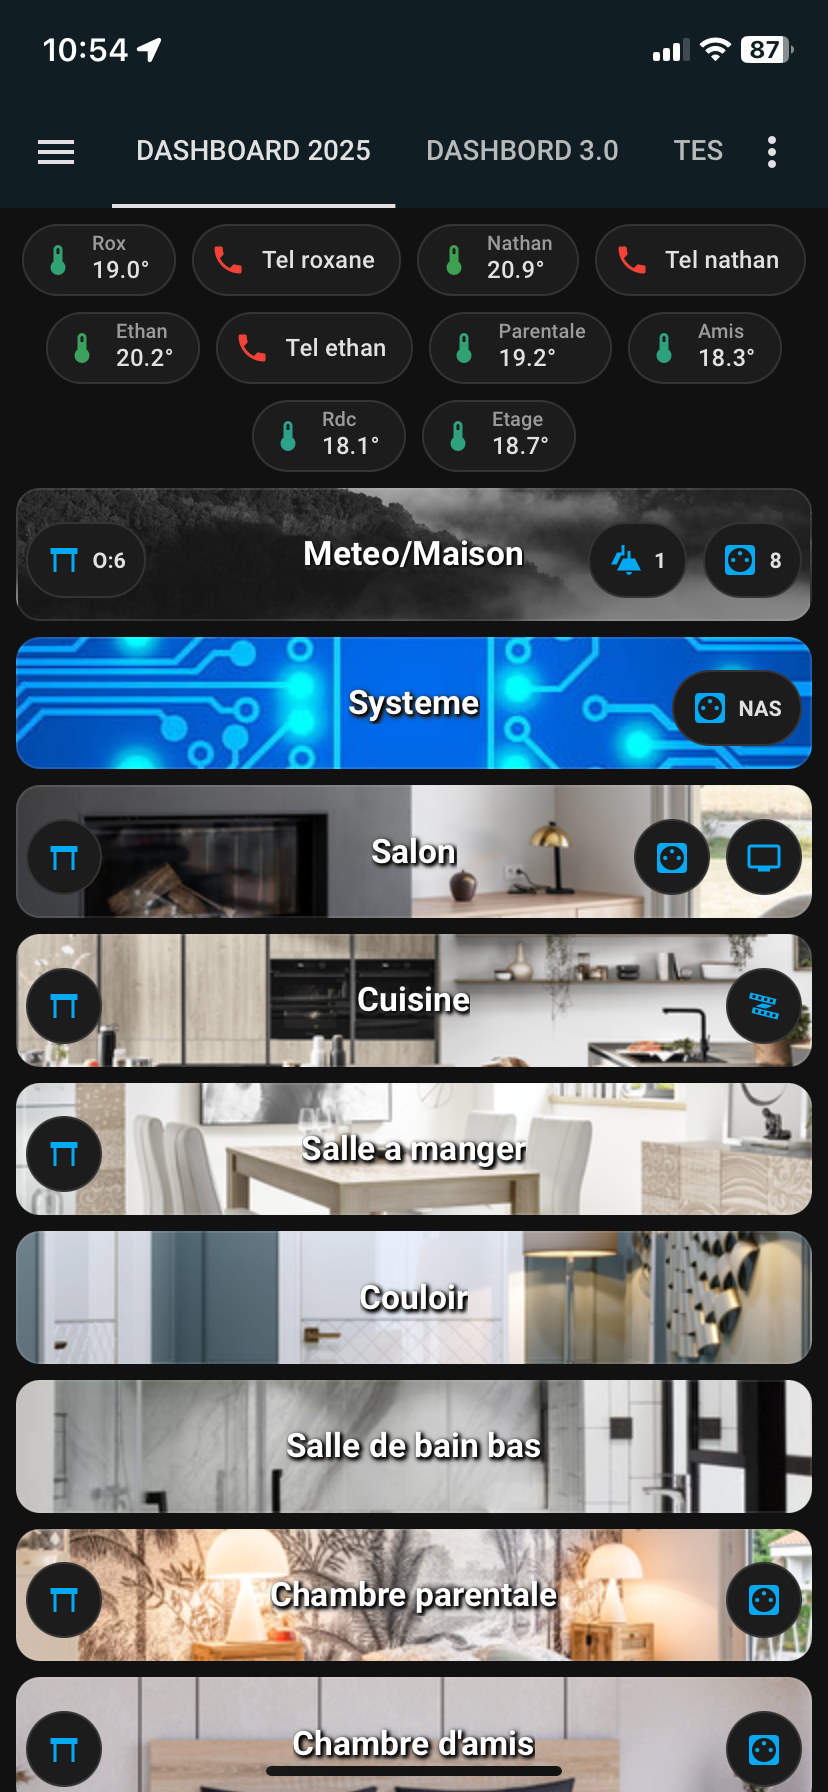 10:54
87
DASHBOARD 2025 DASHBORD 3.0 TES
Rox
19.0°
Tel roxane
Nathan
20.9°
Tel nathan
Ethan
20.2°
Tel ethan
Parentale
19.2°
Amis
18.3°
Rdc
18.1°
Etage
18.7°
O:6
Meteo/Maison
1
8
Systeme
NAS
Salon
Cuisine
Salle a manger
Couloir
Salle de bain bas
Chambre parentale
Chambre d'amis